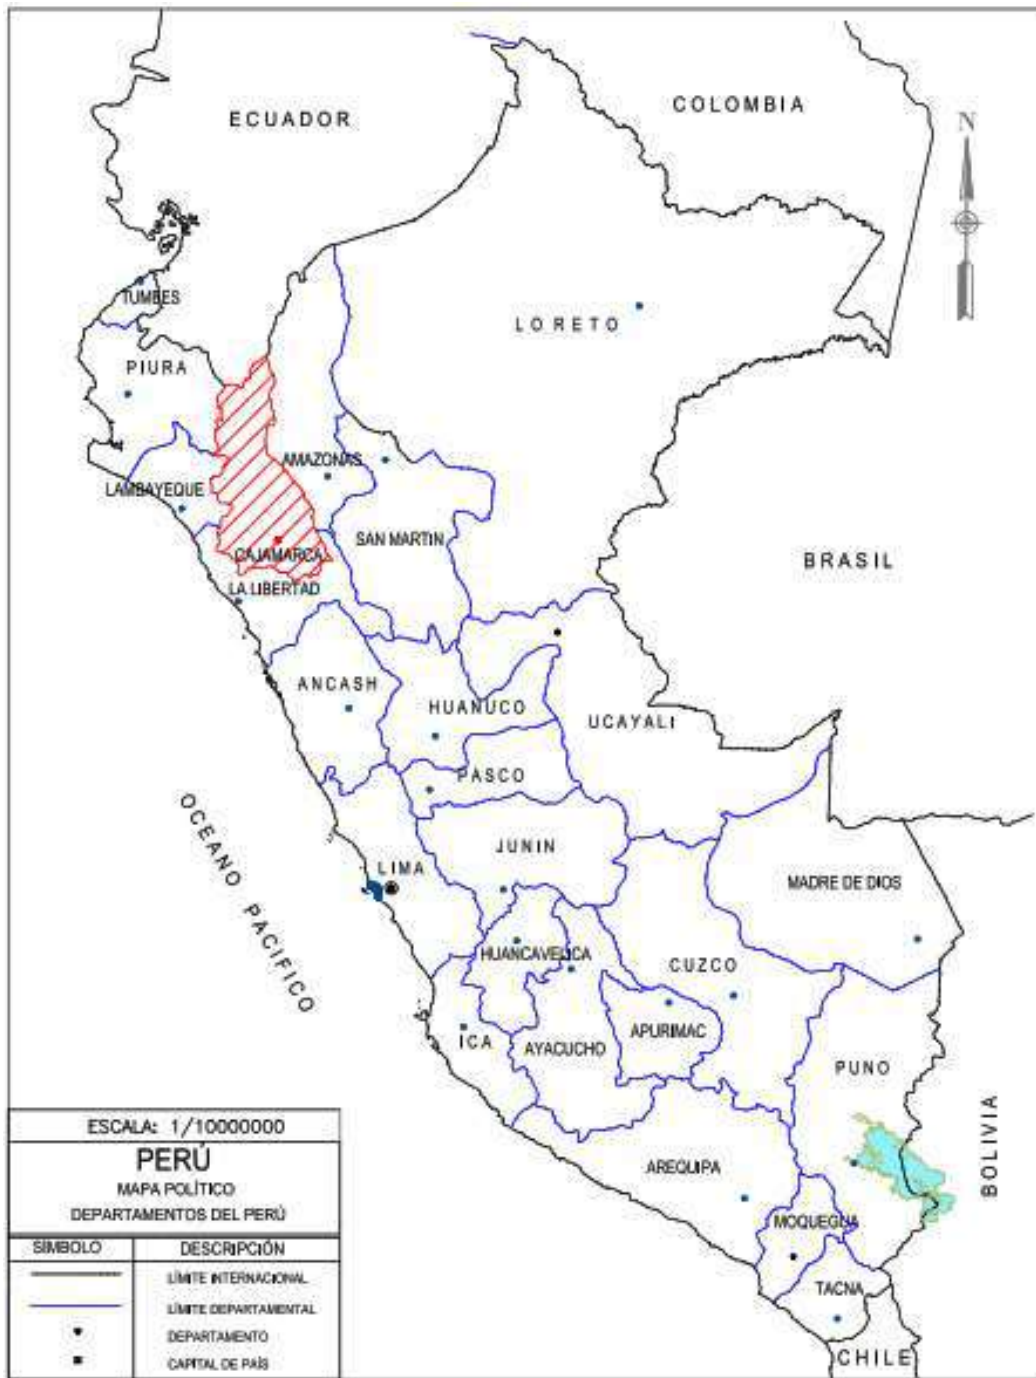 ECUADOR
COLOMBIA
N
TUMBES
LORETO
PIURA
AMAZONAS
LAMBAYEQUE
SAN MARTIN
CAJAMARCA
BRASIL
LA LIBERTAD
ANCASH
HUANUCO
UCAYALI
PASCO
OCEANO PACIFICO
JUNIN
LIMA
MADRE DE DIOS
HUANCAVELICA
CUZCO
ICA
AYACUCHO
APURIMAC
PUNO
BOLIVIA
AREQUIPA
MOQUEGUA
TACNA
CHILE
ESCALA: 1/10000000
PERÚ
MAPA POLÍTICO
DEPARTAMENTOS DEL PERÚ
SÍMBOLO
DESCRIPCIÓN
LÍMITE INTERNACIONAL
LÍMITE DEPARTAMENTAL
DEPARTAMENTO
CAPITAL DE PAÍS